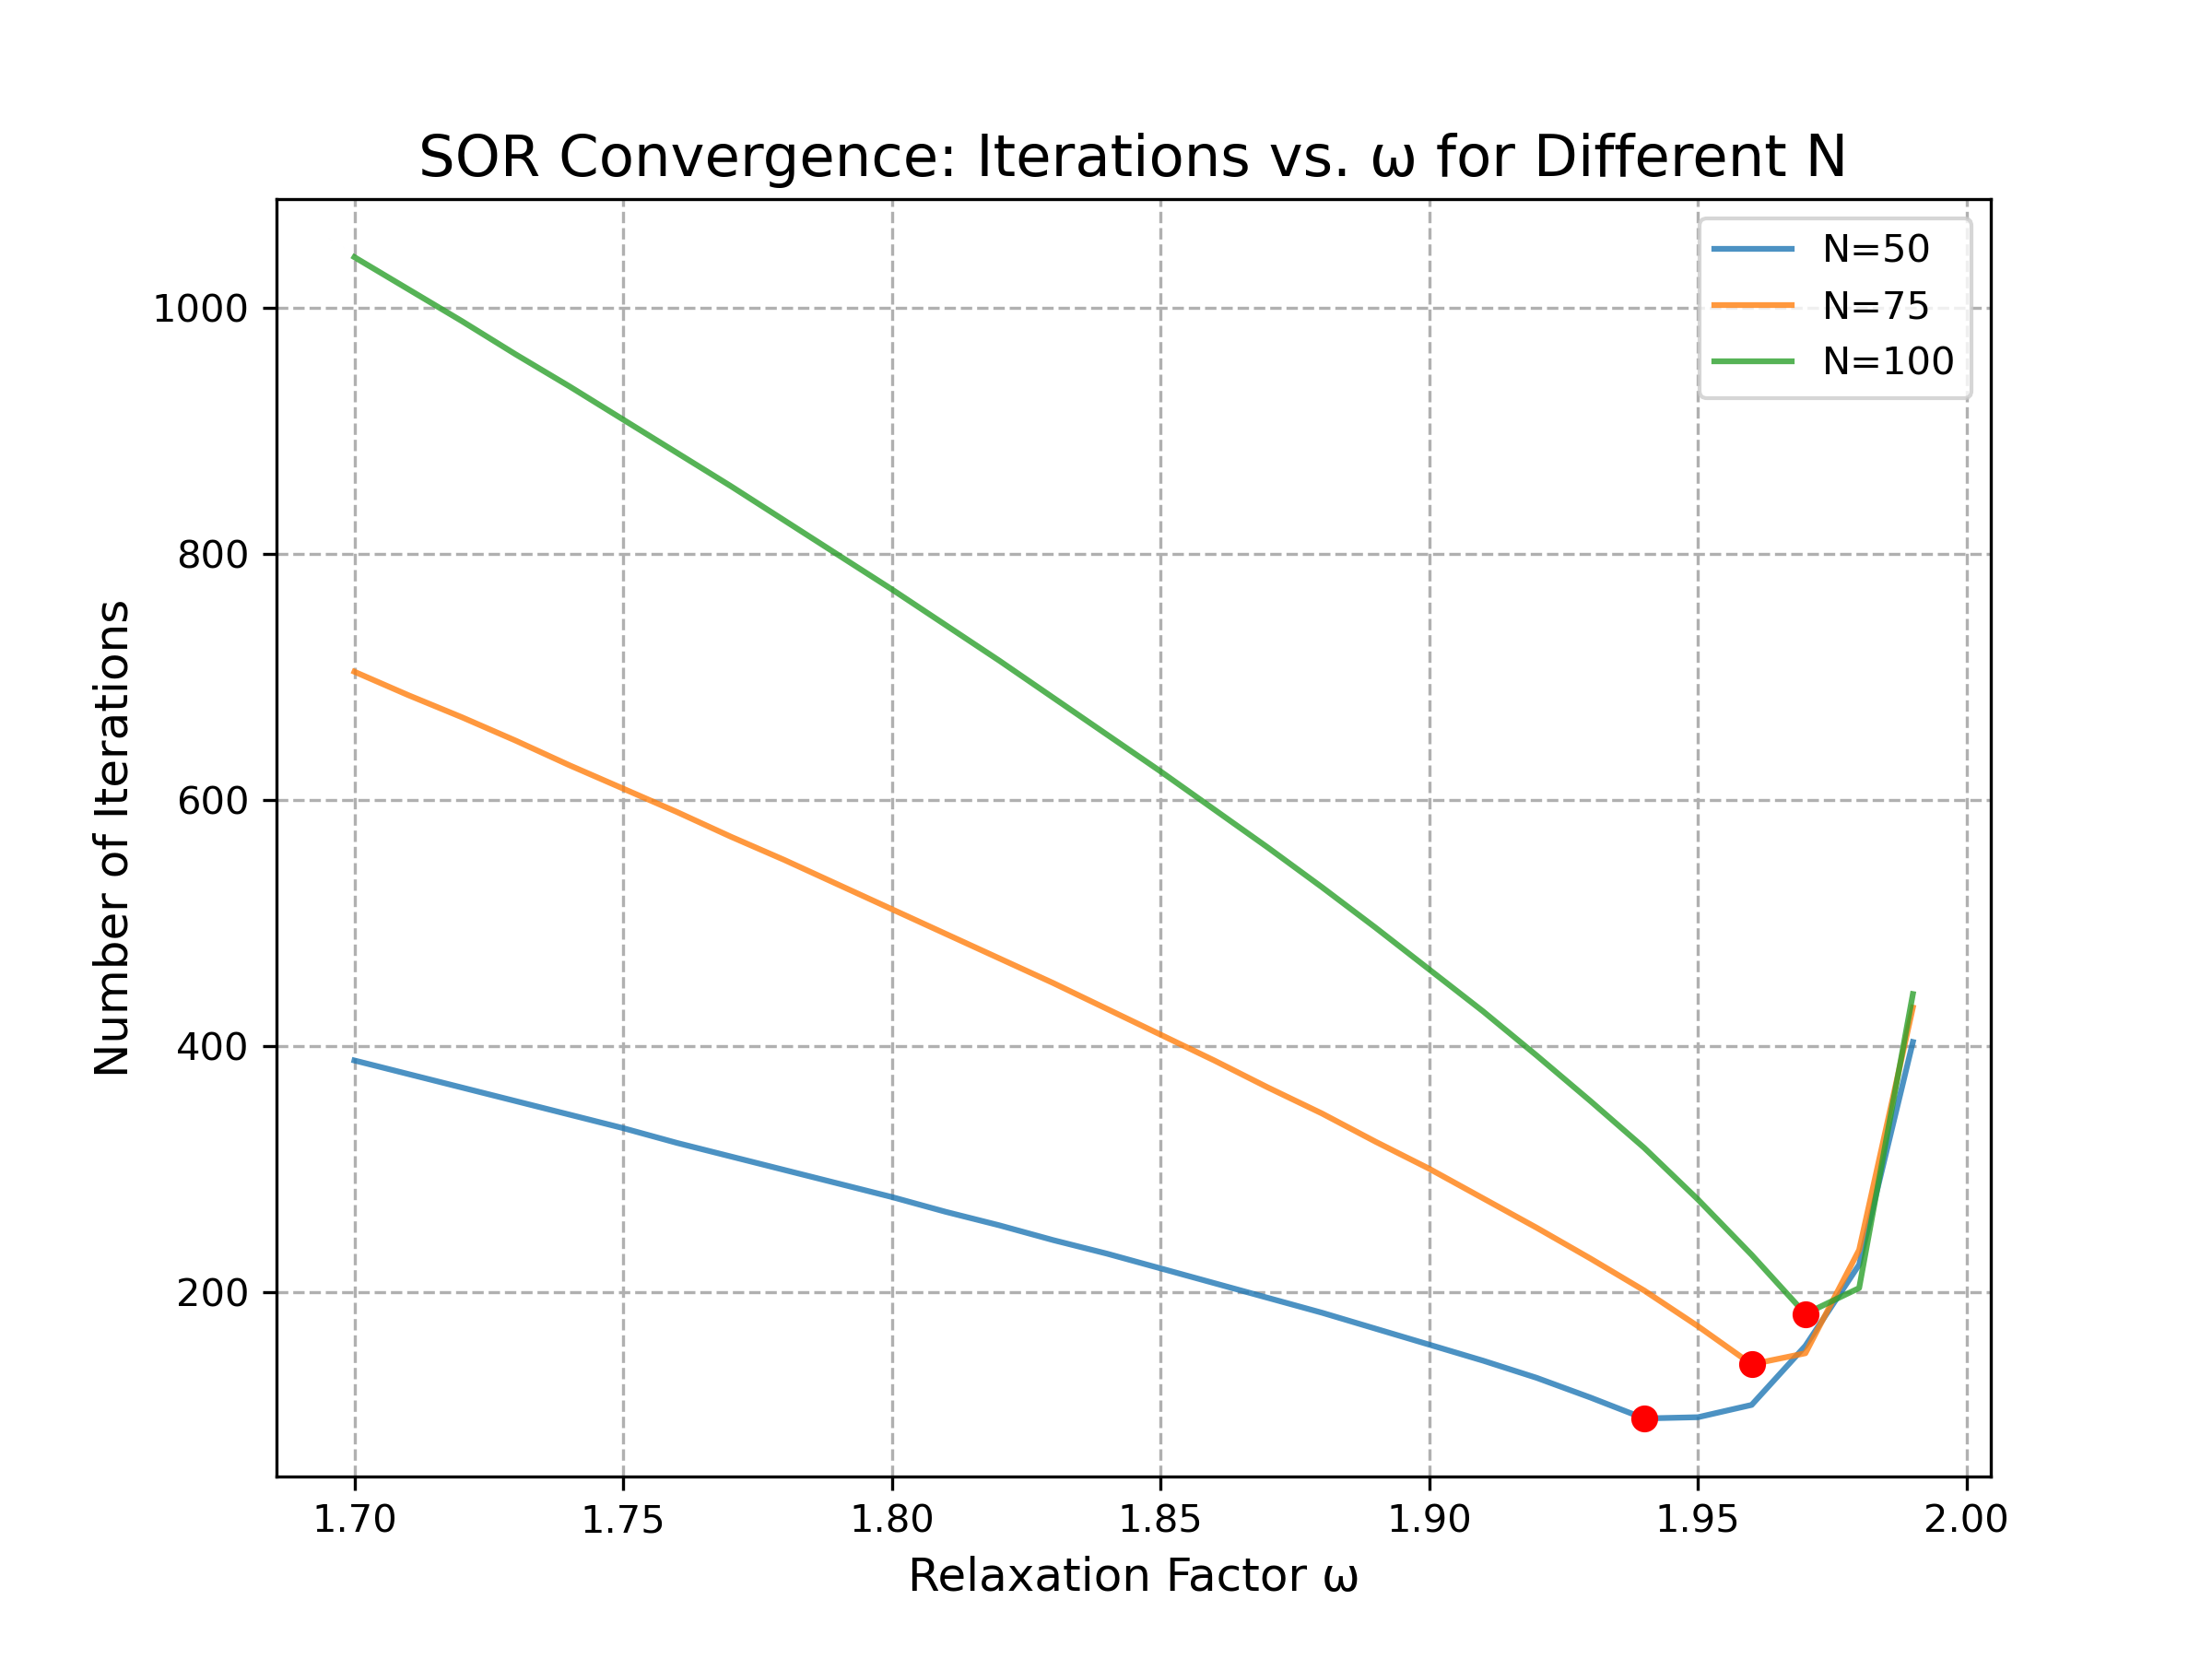 SOR Convergence: Iterations vs. ω for Different N
N=50
N=75
N=100
1000
800
600
400
200
Number of Iterations
1.70 1.75 1.80 1.85 1.90 1.95 2.00
Relaxation Factor ω